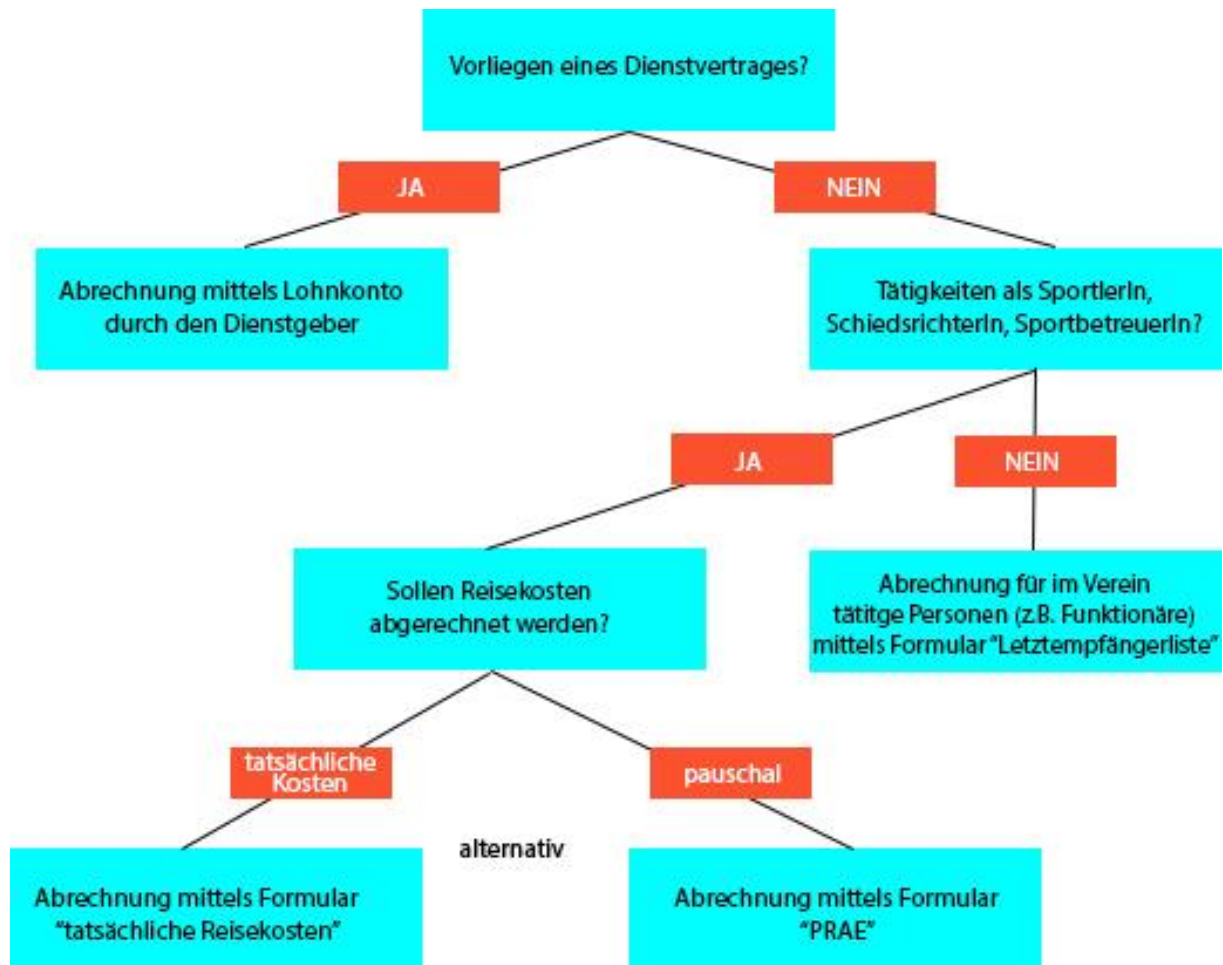 Vorliegen eines Dienstvertrages?
JA
NEIN
Abrechnung mittels Lohnkonto
durch den Dienstgeber
Tätigkeiten als SportlerIn,
SchiedsrichterIn, SportbetreuerIn?
JA
NEIN
Sollen Reisekosten
abgerechnet werden?
Abrechnung für im Verein
tätitge Personen (z.B. Funktionäre)
mittels Formular "Letztempfängerliste"
tatsächliche
Kosten
pauschal
alternativ
Abrechnung mittels Formular
"tatsächliche Reisekosten"
Abrechnung mittels Formular
"PRAE"